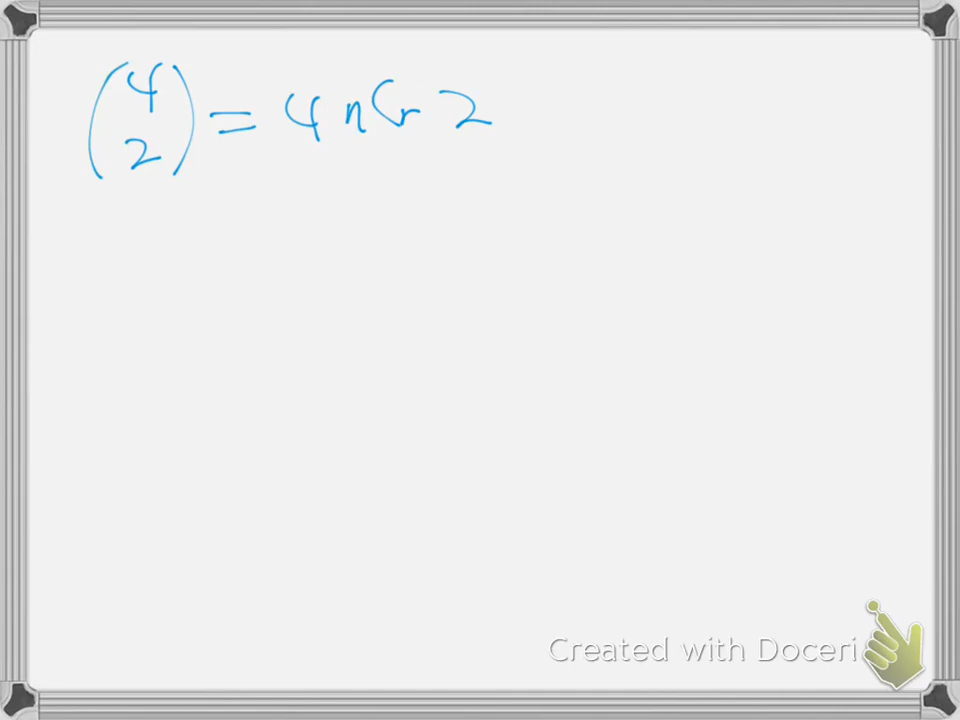 (4 2) = 4 nCr 2
Created with Doceri